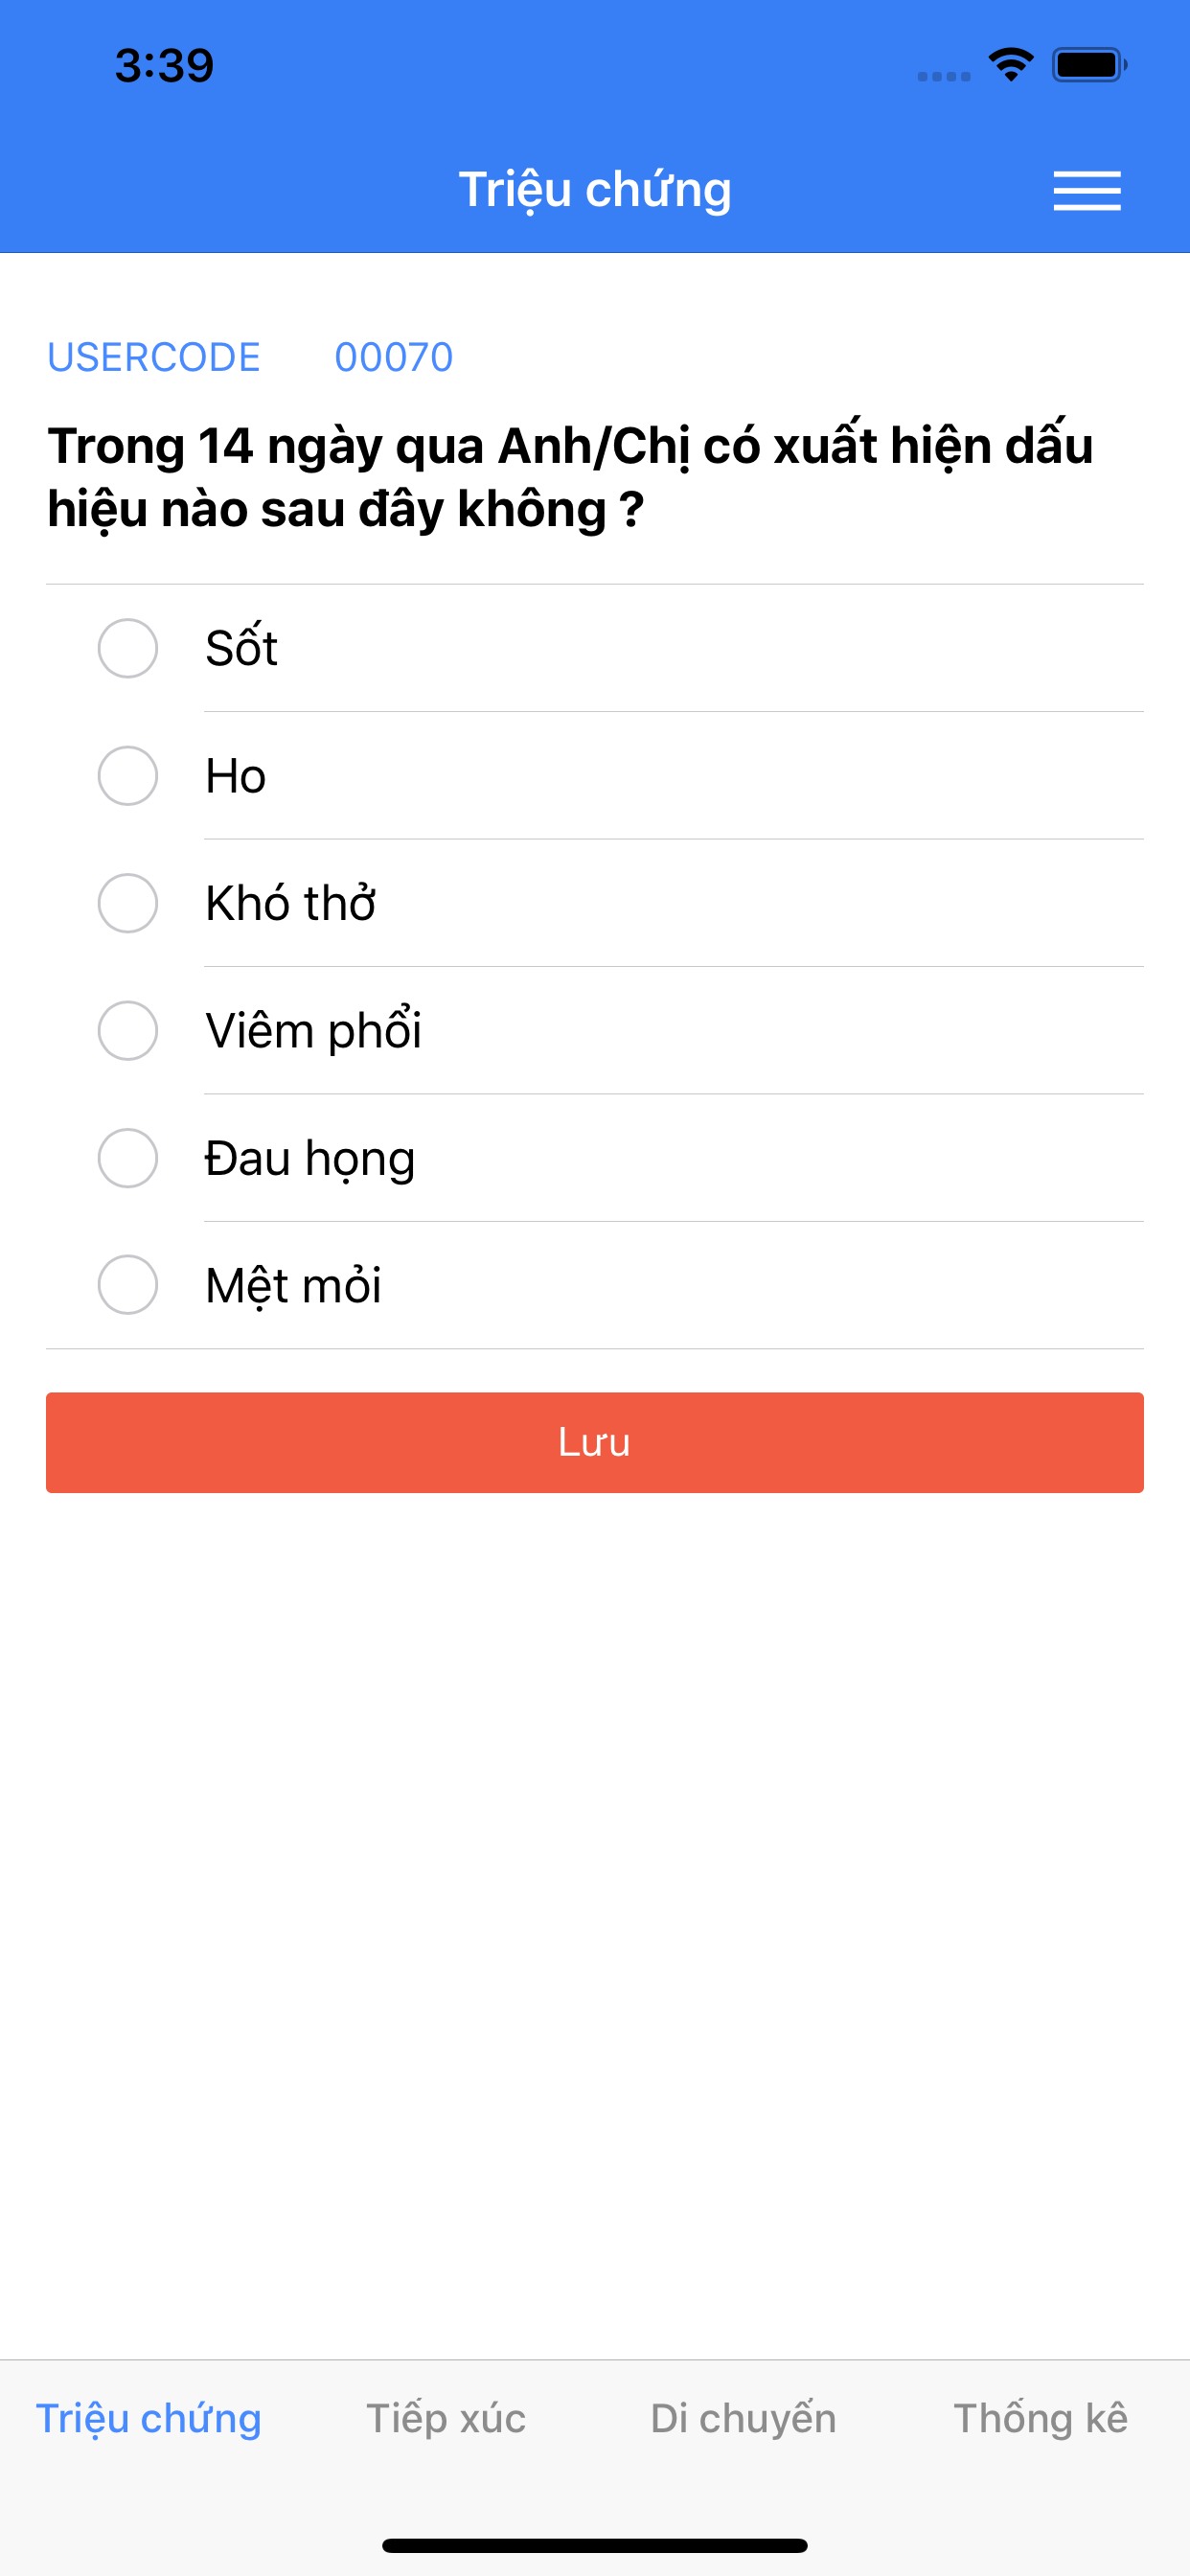 3:39
Triệu chứng
USERCODE 00070
Trong 14 ngày qua Anh/Chị có xuất hiện dấu
hiệu nào sau đây không ?
Sốt
Ho
Khó thở
Viêm phổi
Đau họng
Mệt mỏi
Lưu
Triệu chứng Tiếp xúc Di chuyển Thống kê